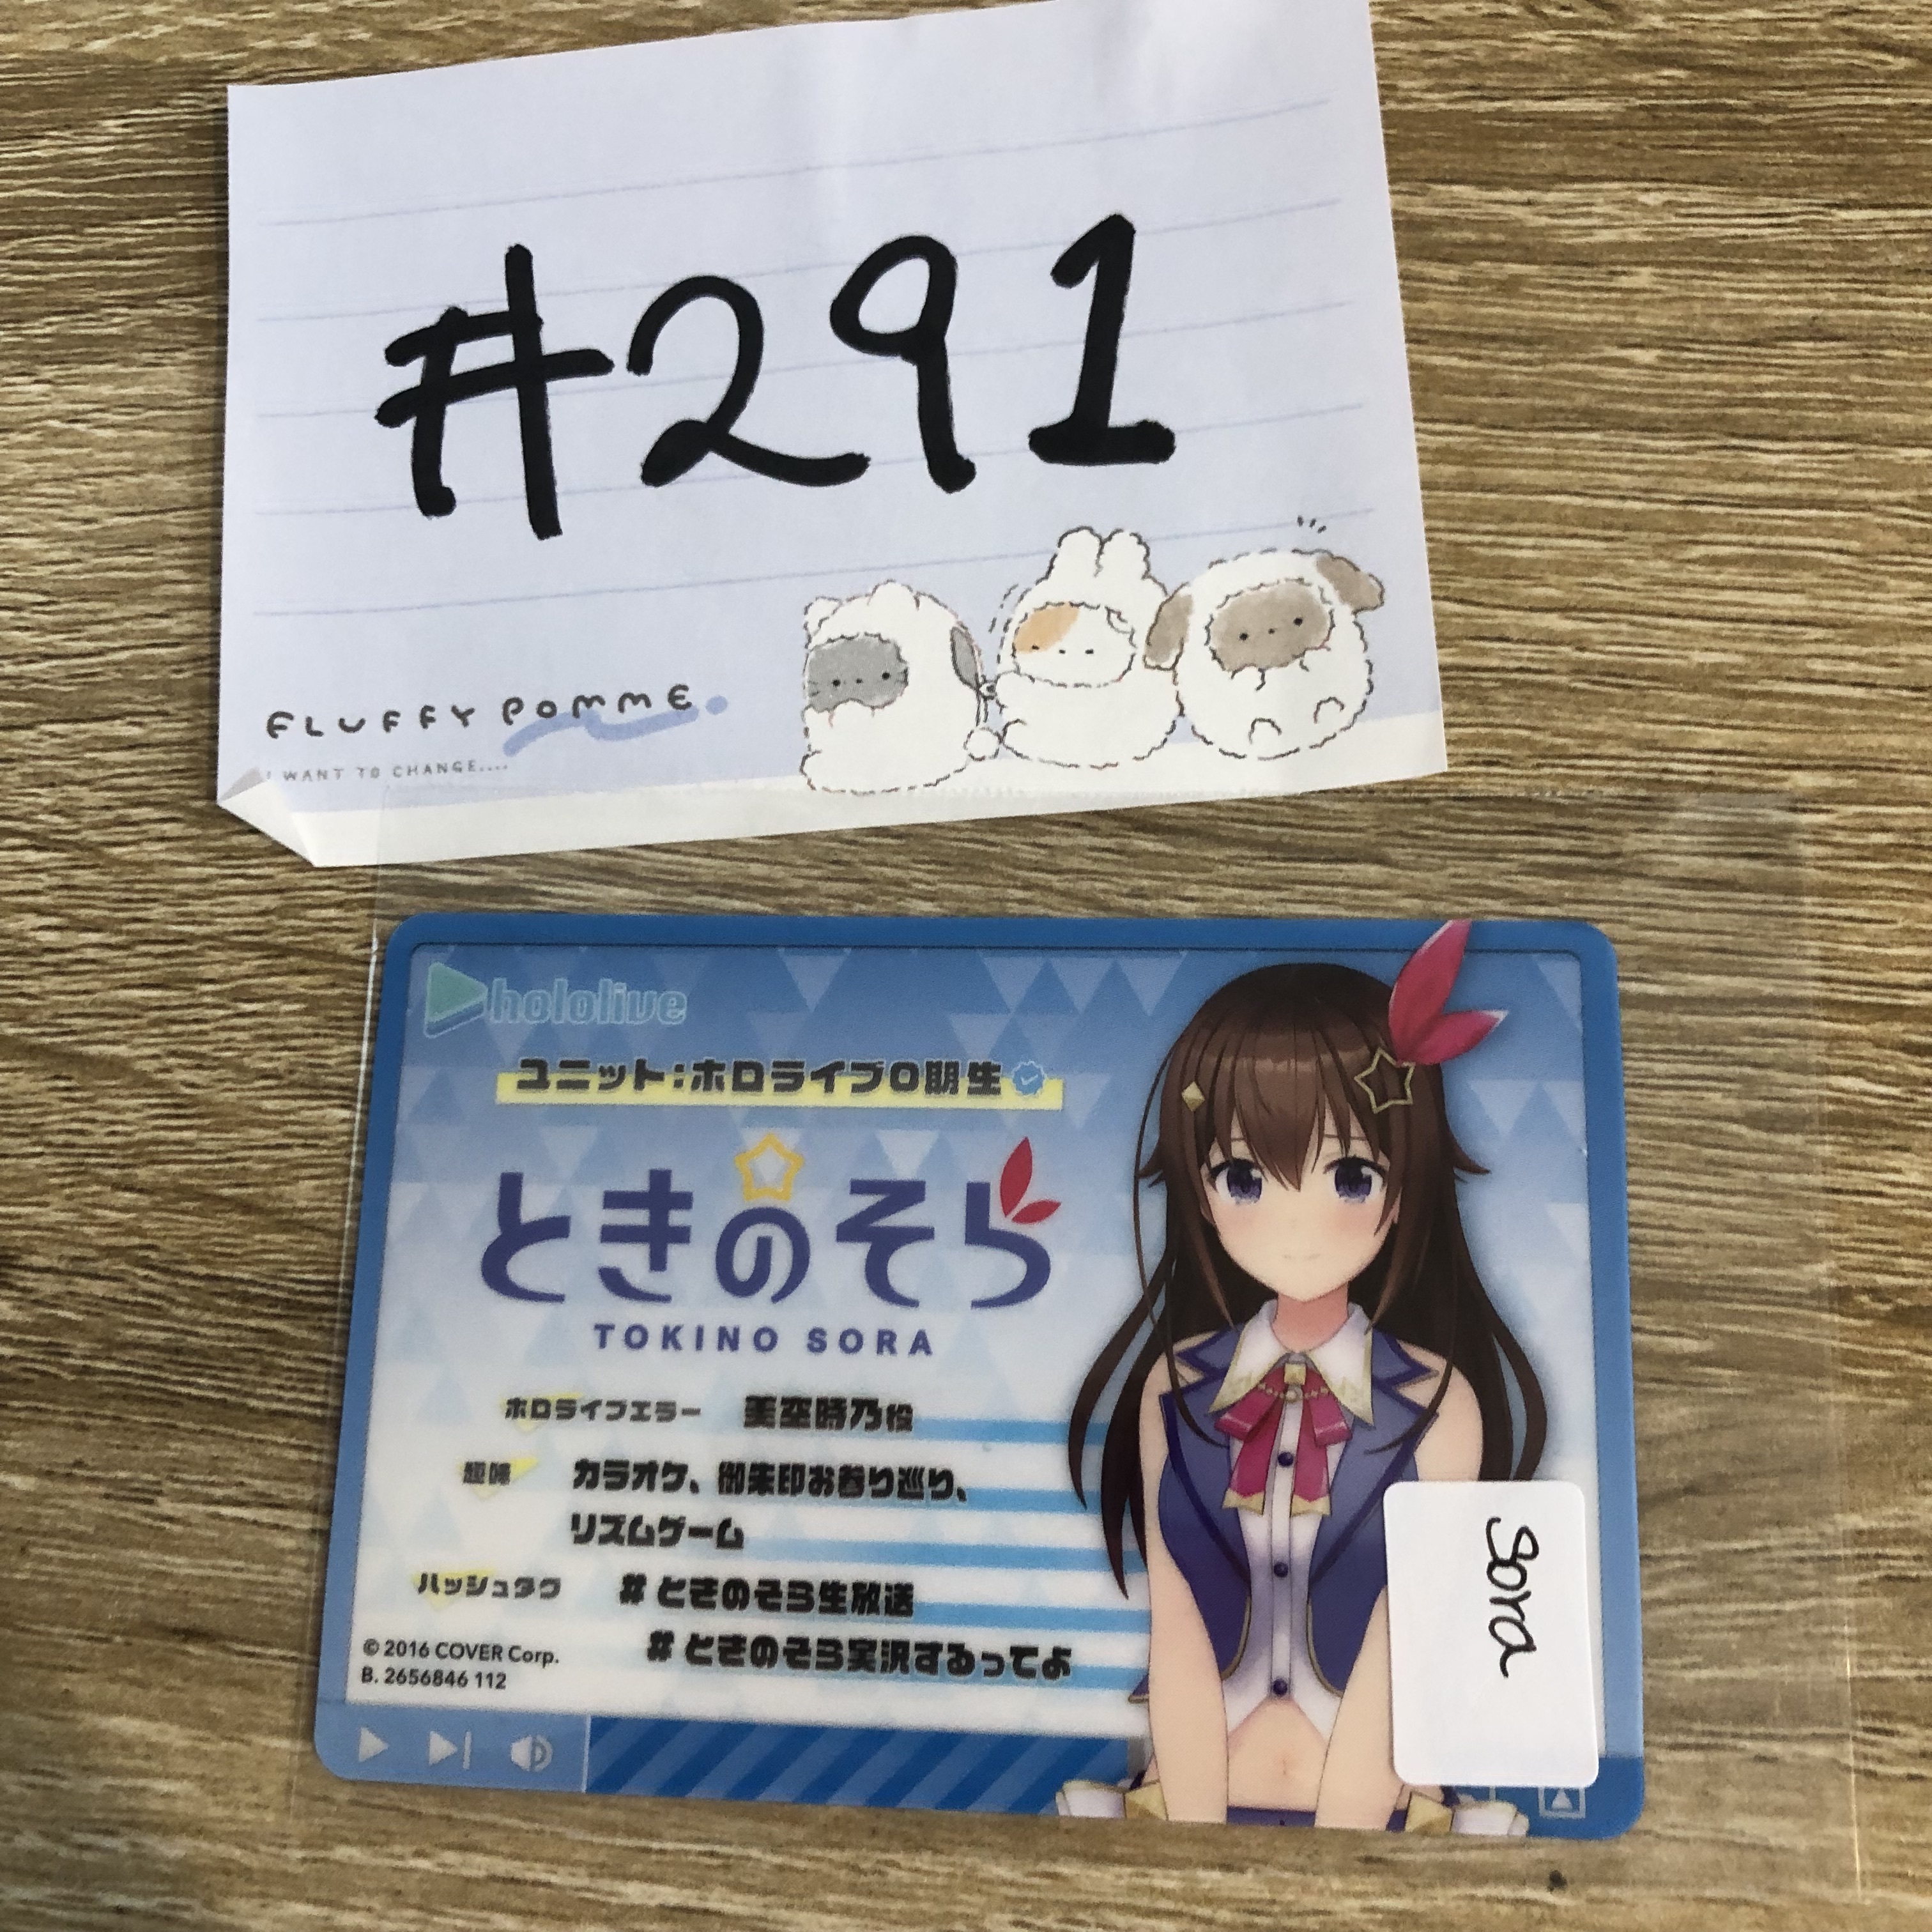 #291
FLUFFY POMME.
I WANT TO CHANGE....
hololive
ユニット:ホロライブ0期生
ときのそら
TOKINO SORA
ホロライブエラー 美空時乃役
趣味 カラオケ、御朱印お参り巡り、
リズムゲーム
ハッシュタグ #ときのそら生放送
#ときのそら実況するってよ
© 2016 COVER Corp.
B. 2656846 112
Sora